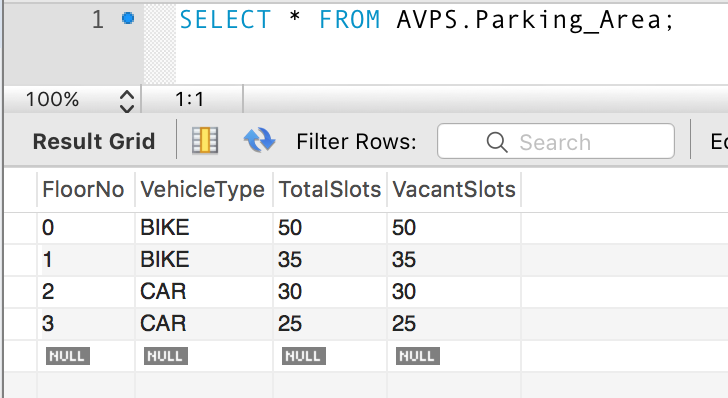 1 SELECT * FROM AVPS.Parking_Area;
100% 1:1
Result Grid Filter Rows: Search Ec
FloorNo VehicleType TotalSlots VacantSlots
0 BIKE 50 50
1 BIKE 35 35
2 CAR 30 30
3 CAR 25 25
NULL NULL NULL NULL